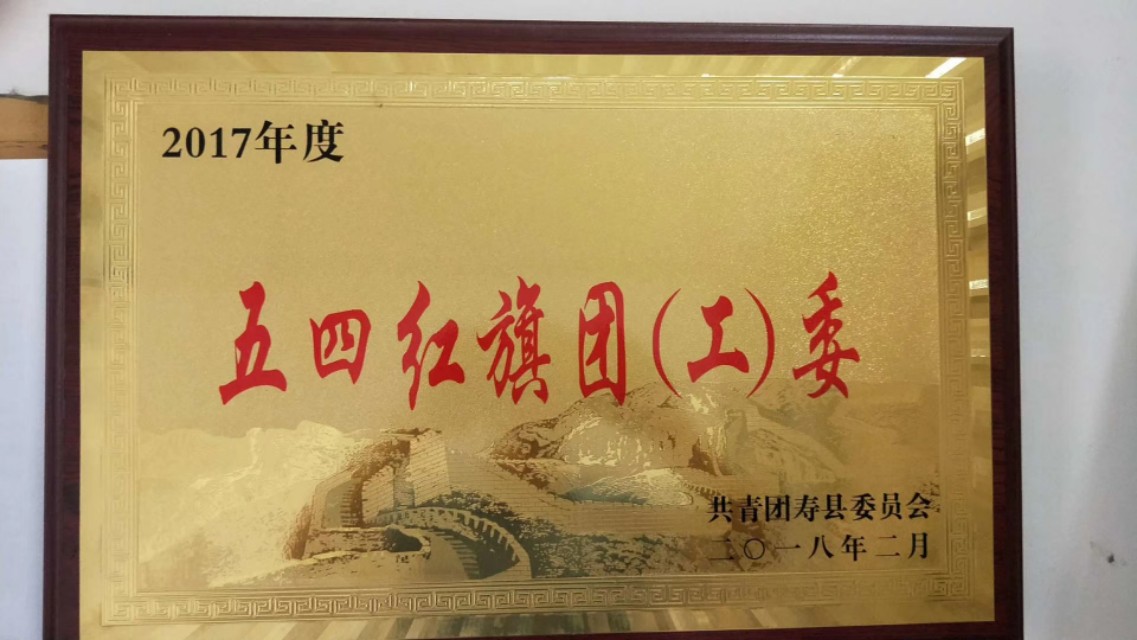 2017年度
五四红旗团(工)委
共青团寿县委员会
二〇一八年二月